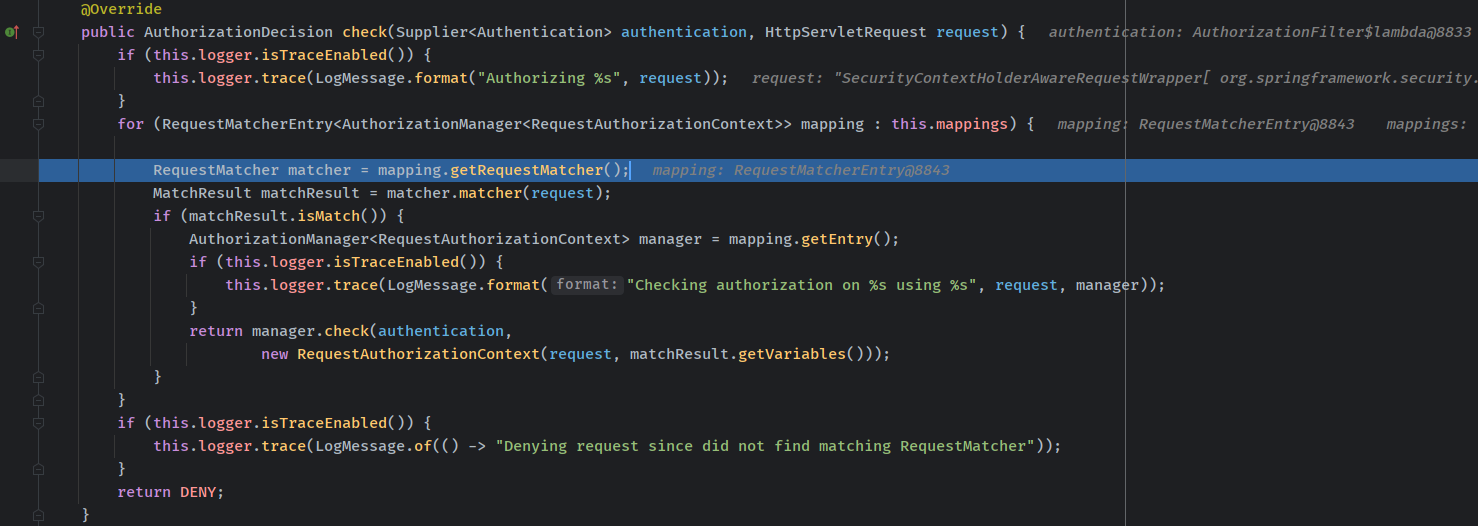 @Override
public AuthorizationDecision check(Supplier<Authentication> authentication, HttpServletRequest request) {   authentication: AuthorizationFilter$lambda@8833
    if (this.logger.isTraceEnabled()) {
        this.logger.trace(LogMessage.format("Authorizing %s", request));   request: "SecurityContextHolderAwareRequestWrapper[ org.springframework.security.
    }
    for (RequestMatcherEntry<AuthorizationManager<RequestAuthorizationContext>> mapping : this.mappings) {   mapping: RequestMatcherEntry@8843    mappings:
        RequestMatcher matcher = mapping.getRequestMatcher();   mapping: RequestMatcherEntry@8843
        MatchResult matchResult = matcher.matcher(request);
        if (matchResult.isMatch()) {
            AuthorizationManager<RequestAuthorizationContext> manager = mapping.getEntry();
            if (this.logger.isTraceEnabled()) {
                this.logger.trace(LogMessage.format( format: "Checking authorization on %s using %s", request, manager));
            }
            return manager.check(authentication,
                    new RequestAuthorizationContext(request, matchResult.getVariables()));
        }
    }
    if (this.logger.isTraceEnabled()) {
        this.logger.trace(LogMessage.of(() -> "Denying request since did not find matching RequestMatcher"));
    }
    return DENY;
}